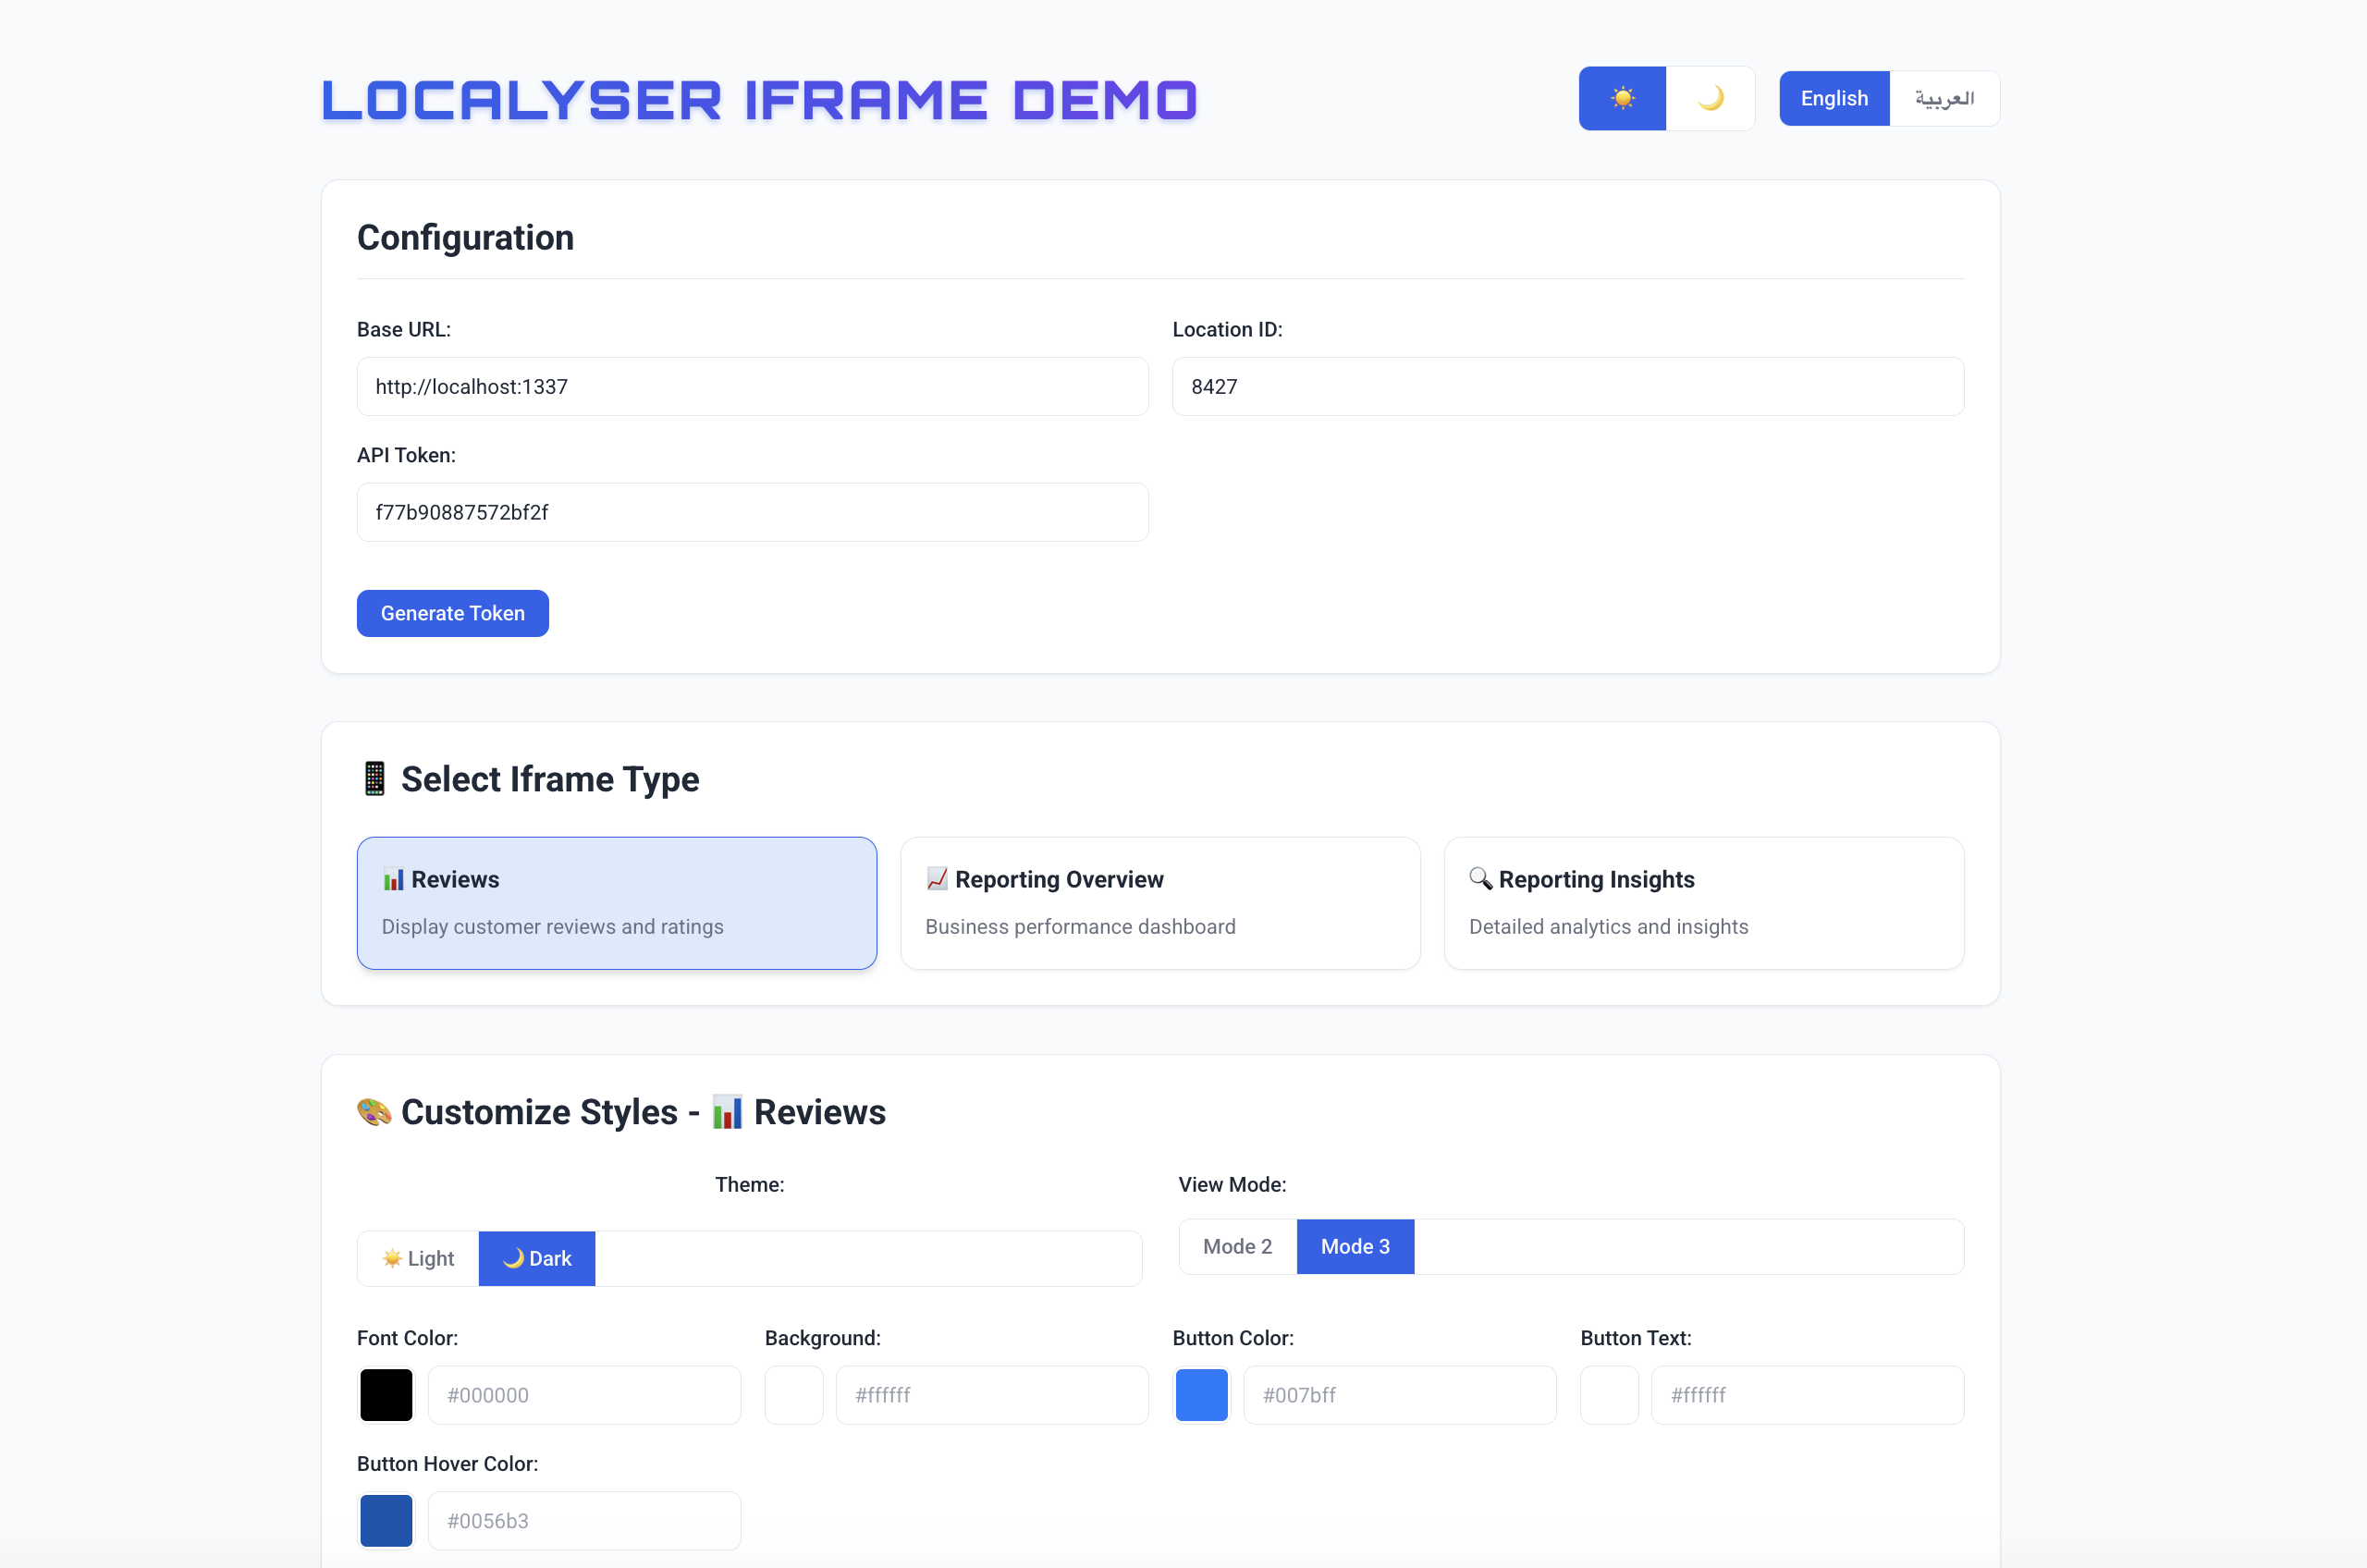 LOCALYSER IFRAME DEMO
English
العربية
Configuration
Base URL:
Location ID:
http://localhost:1337
8427
API Token:
f77b90887572bf2f
Generate Token
Select Iframe Type
Reviews
Display customer reviews and ratings
Reporting Overview
Business performance dashboard
Reporting Insights
Detailed analytics and insights
Customize Styles - Reviews
Theme:
View Mode:
Light
Dark
Mode 2
Mode 3
Font Color:
Background:
Button Color:
Button Text:
#000000
#ffffff
#007bff
#ffffff
Button Hover Color:
#0056b3